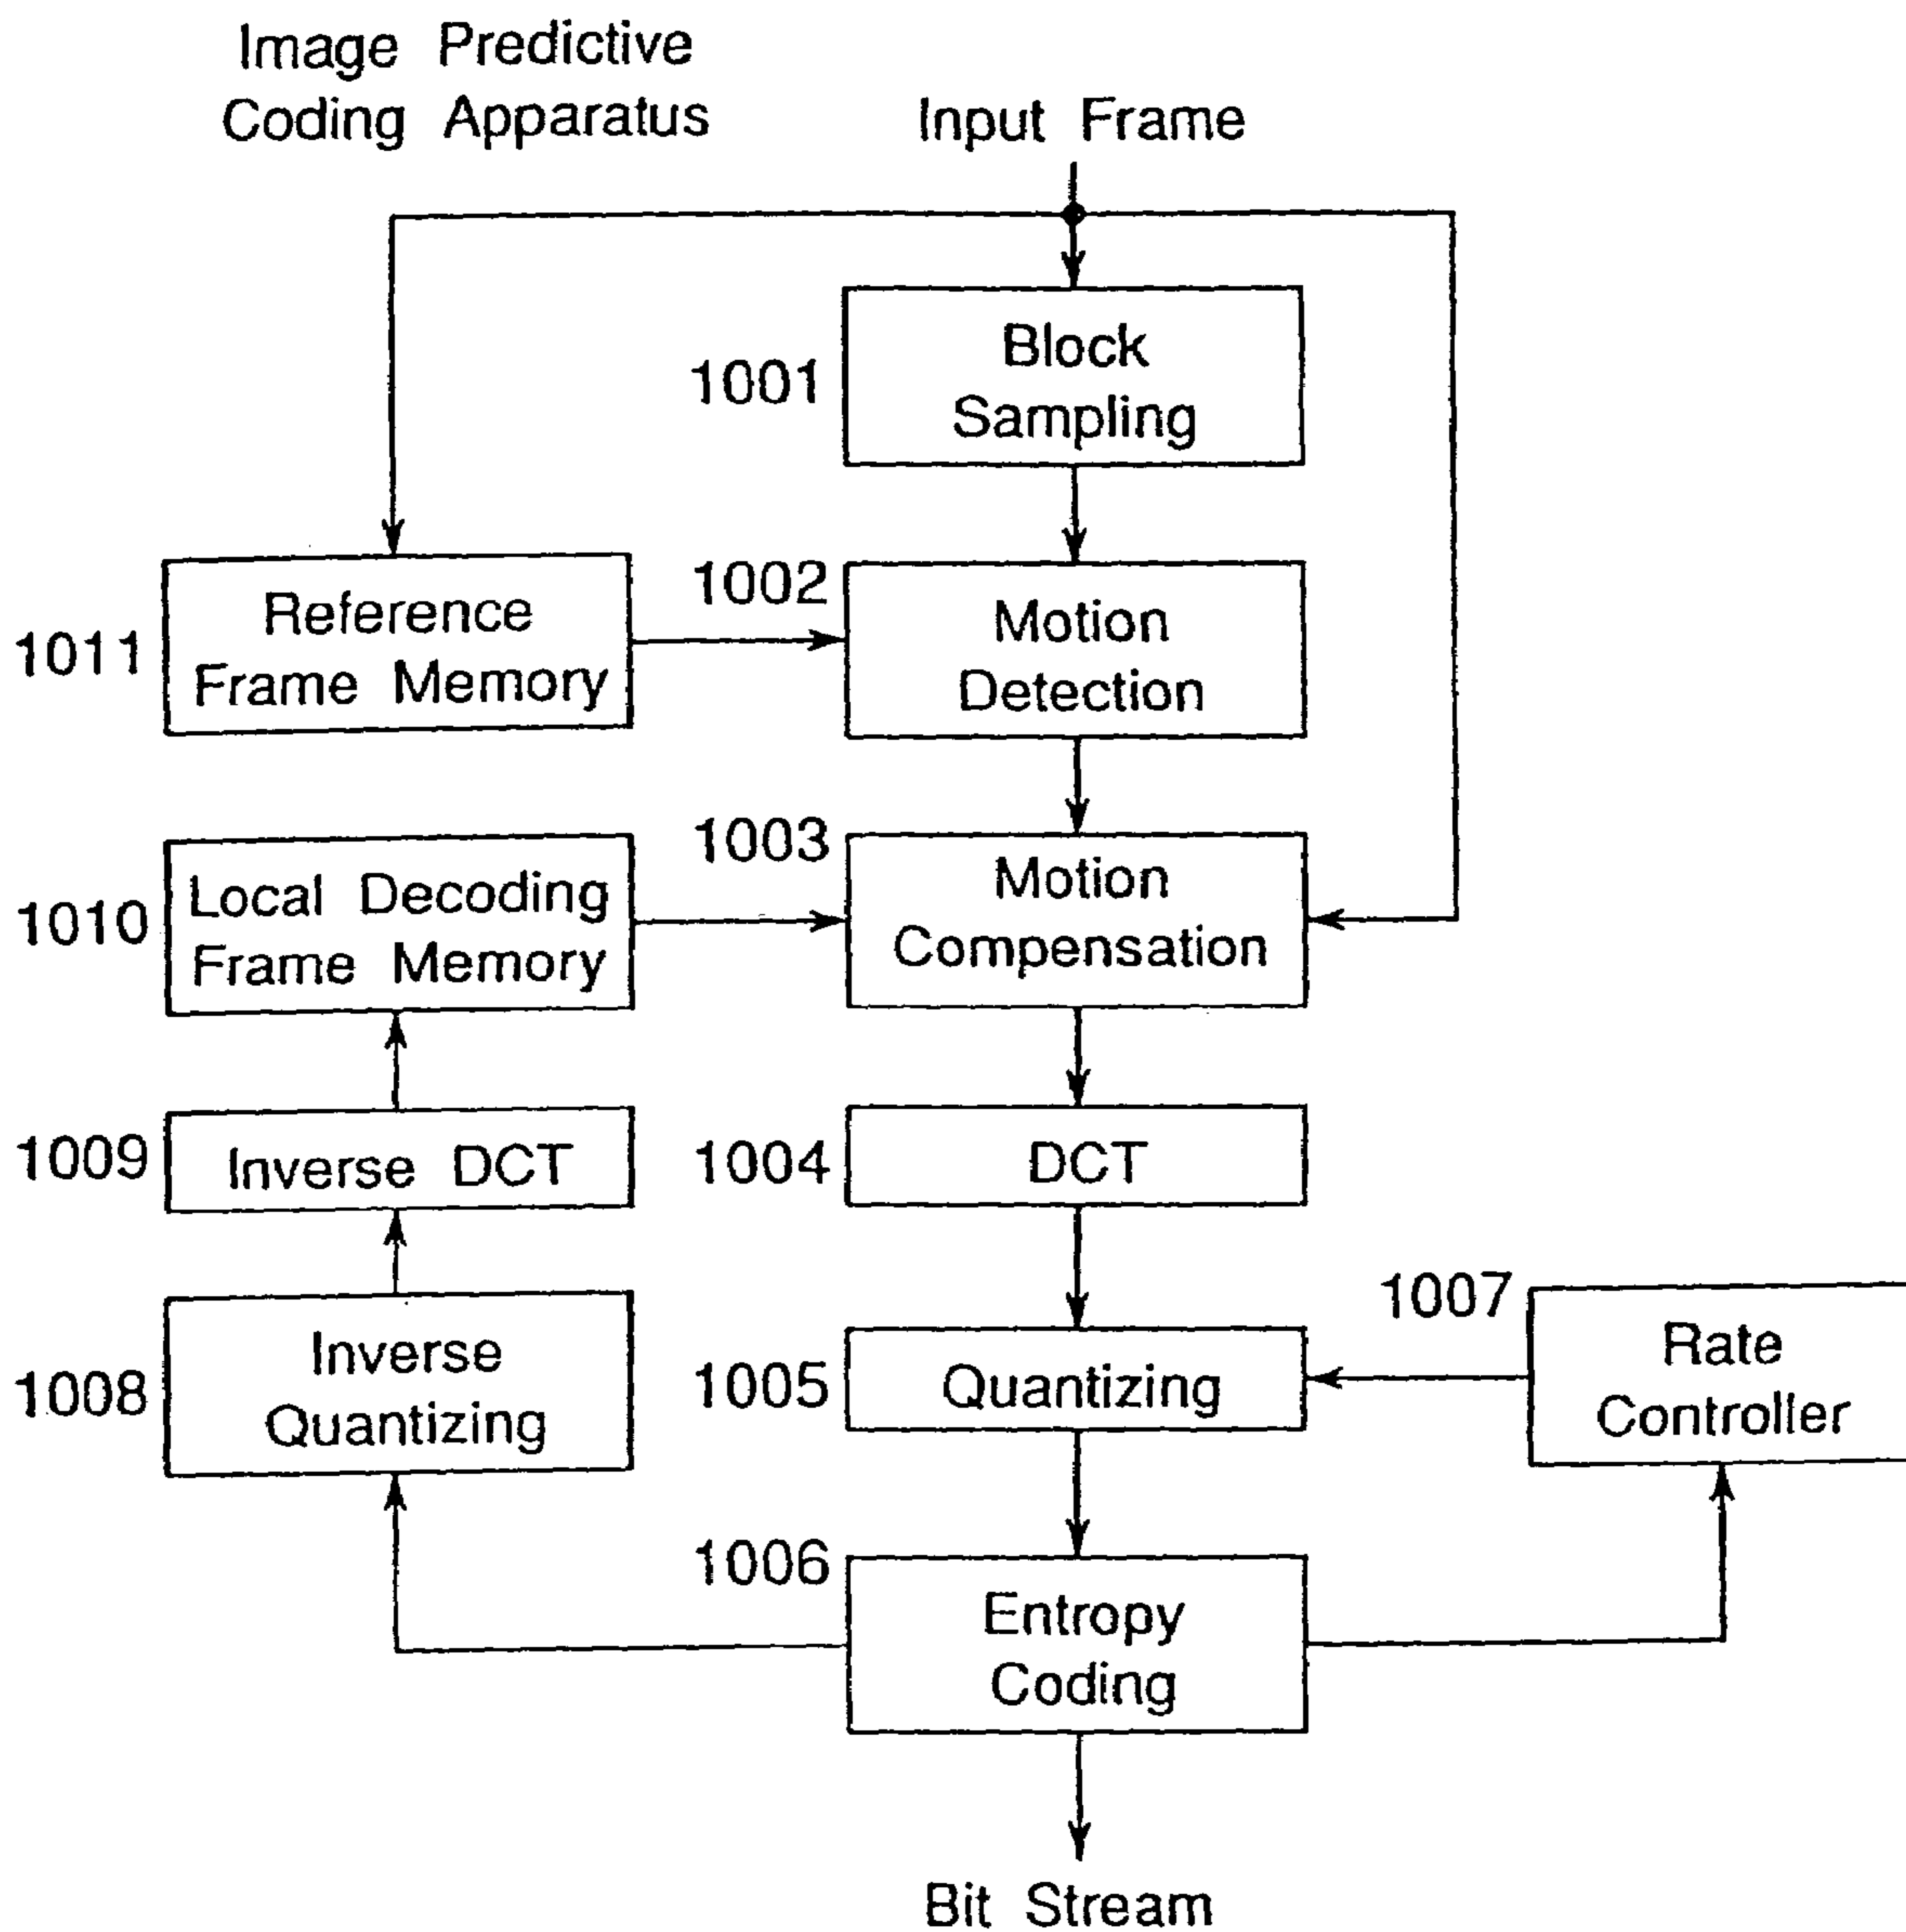 Image Predictive
Coding Apparatus
Input Frame
1001
Block
Sampling
1011
Reference
Frame Memory
1002
Motion
Detection
1010
Local Decoding
Frame Memory
1003
Motion
Compensation
1009
Inverse DCT
1004
DCT
1008
Inverse
Quantizing
1005
Quantizing
1007
Rate
Controller
1006
Entropy
Coding
Bit Stream